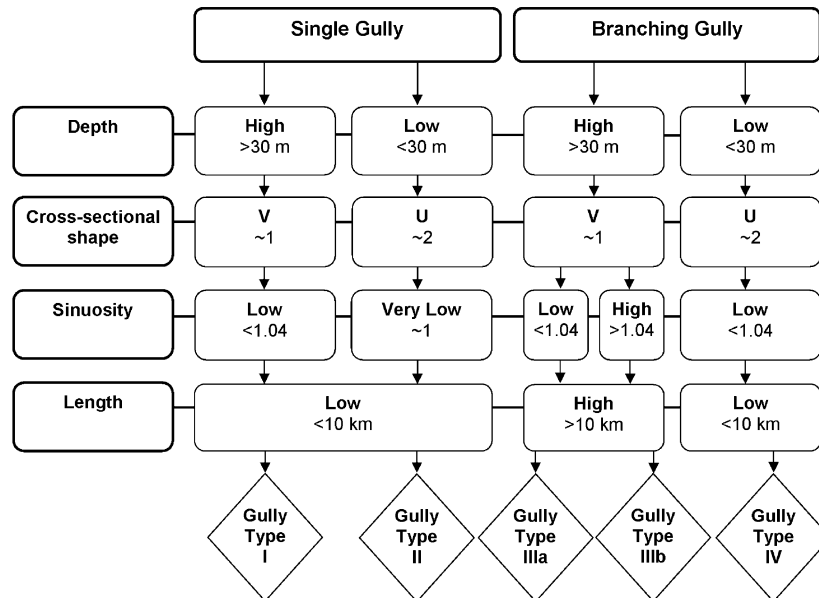 Single Gully
Branching Gully
Depth
High
>30 m
Low
<30 m
High
>30 m
Low
<30 m
Cross-sectional
shape
V
~1
U
~2
V
~1
U
~2
Sinuosity
Low
<1.04
Very Low
~1
Low
<1.04
High
>1.04
Low
<1.04
Length
Low
<10 km
High
>10 km
Low
<10 km
Gully
Type
I
Gully
Type
II
Gully
Type
IIIa
Gully
Type
IIIb
Gully
Type
IV